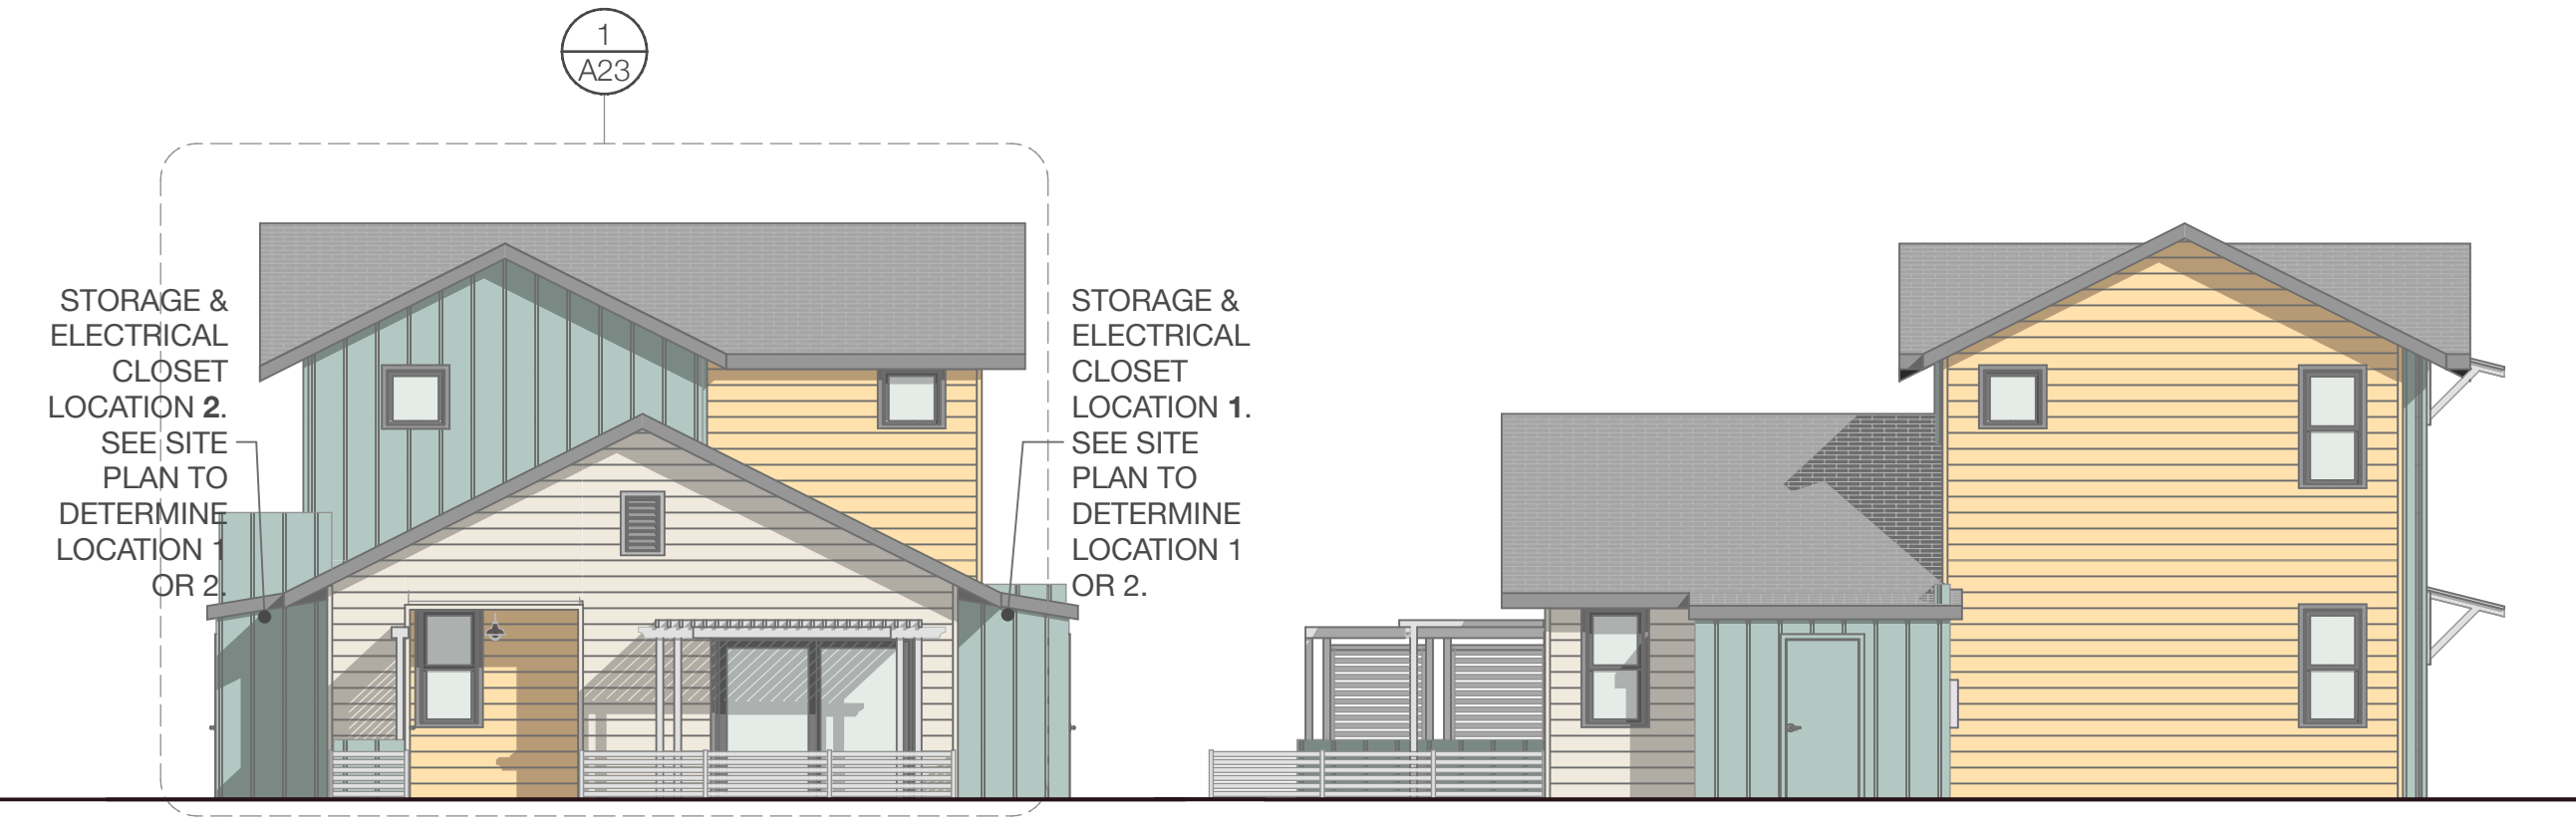 1
A23
STORAGE &
ELECTRICAL
CLOSET
LOCATION 2.
SEE SITE
PLAN TO
DETERMINE
LOCATION 1
OR 2.
STORAGE &
ELECTRICAL
CLOSET
LOCATION 1.
SEE SITE
PLAN TO
DETERMINE
LOCATION 1
OR 2.